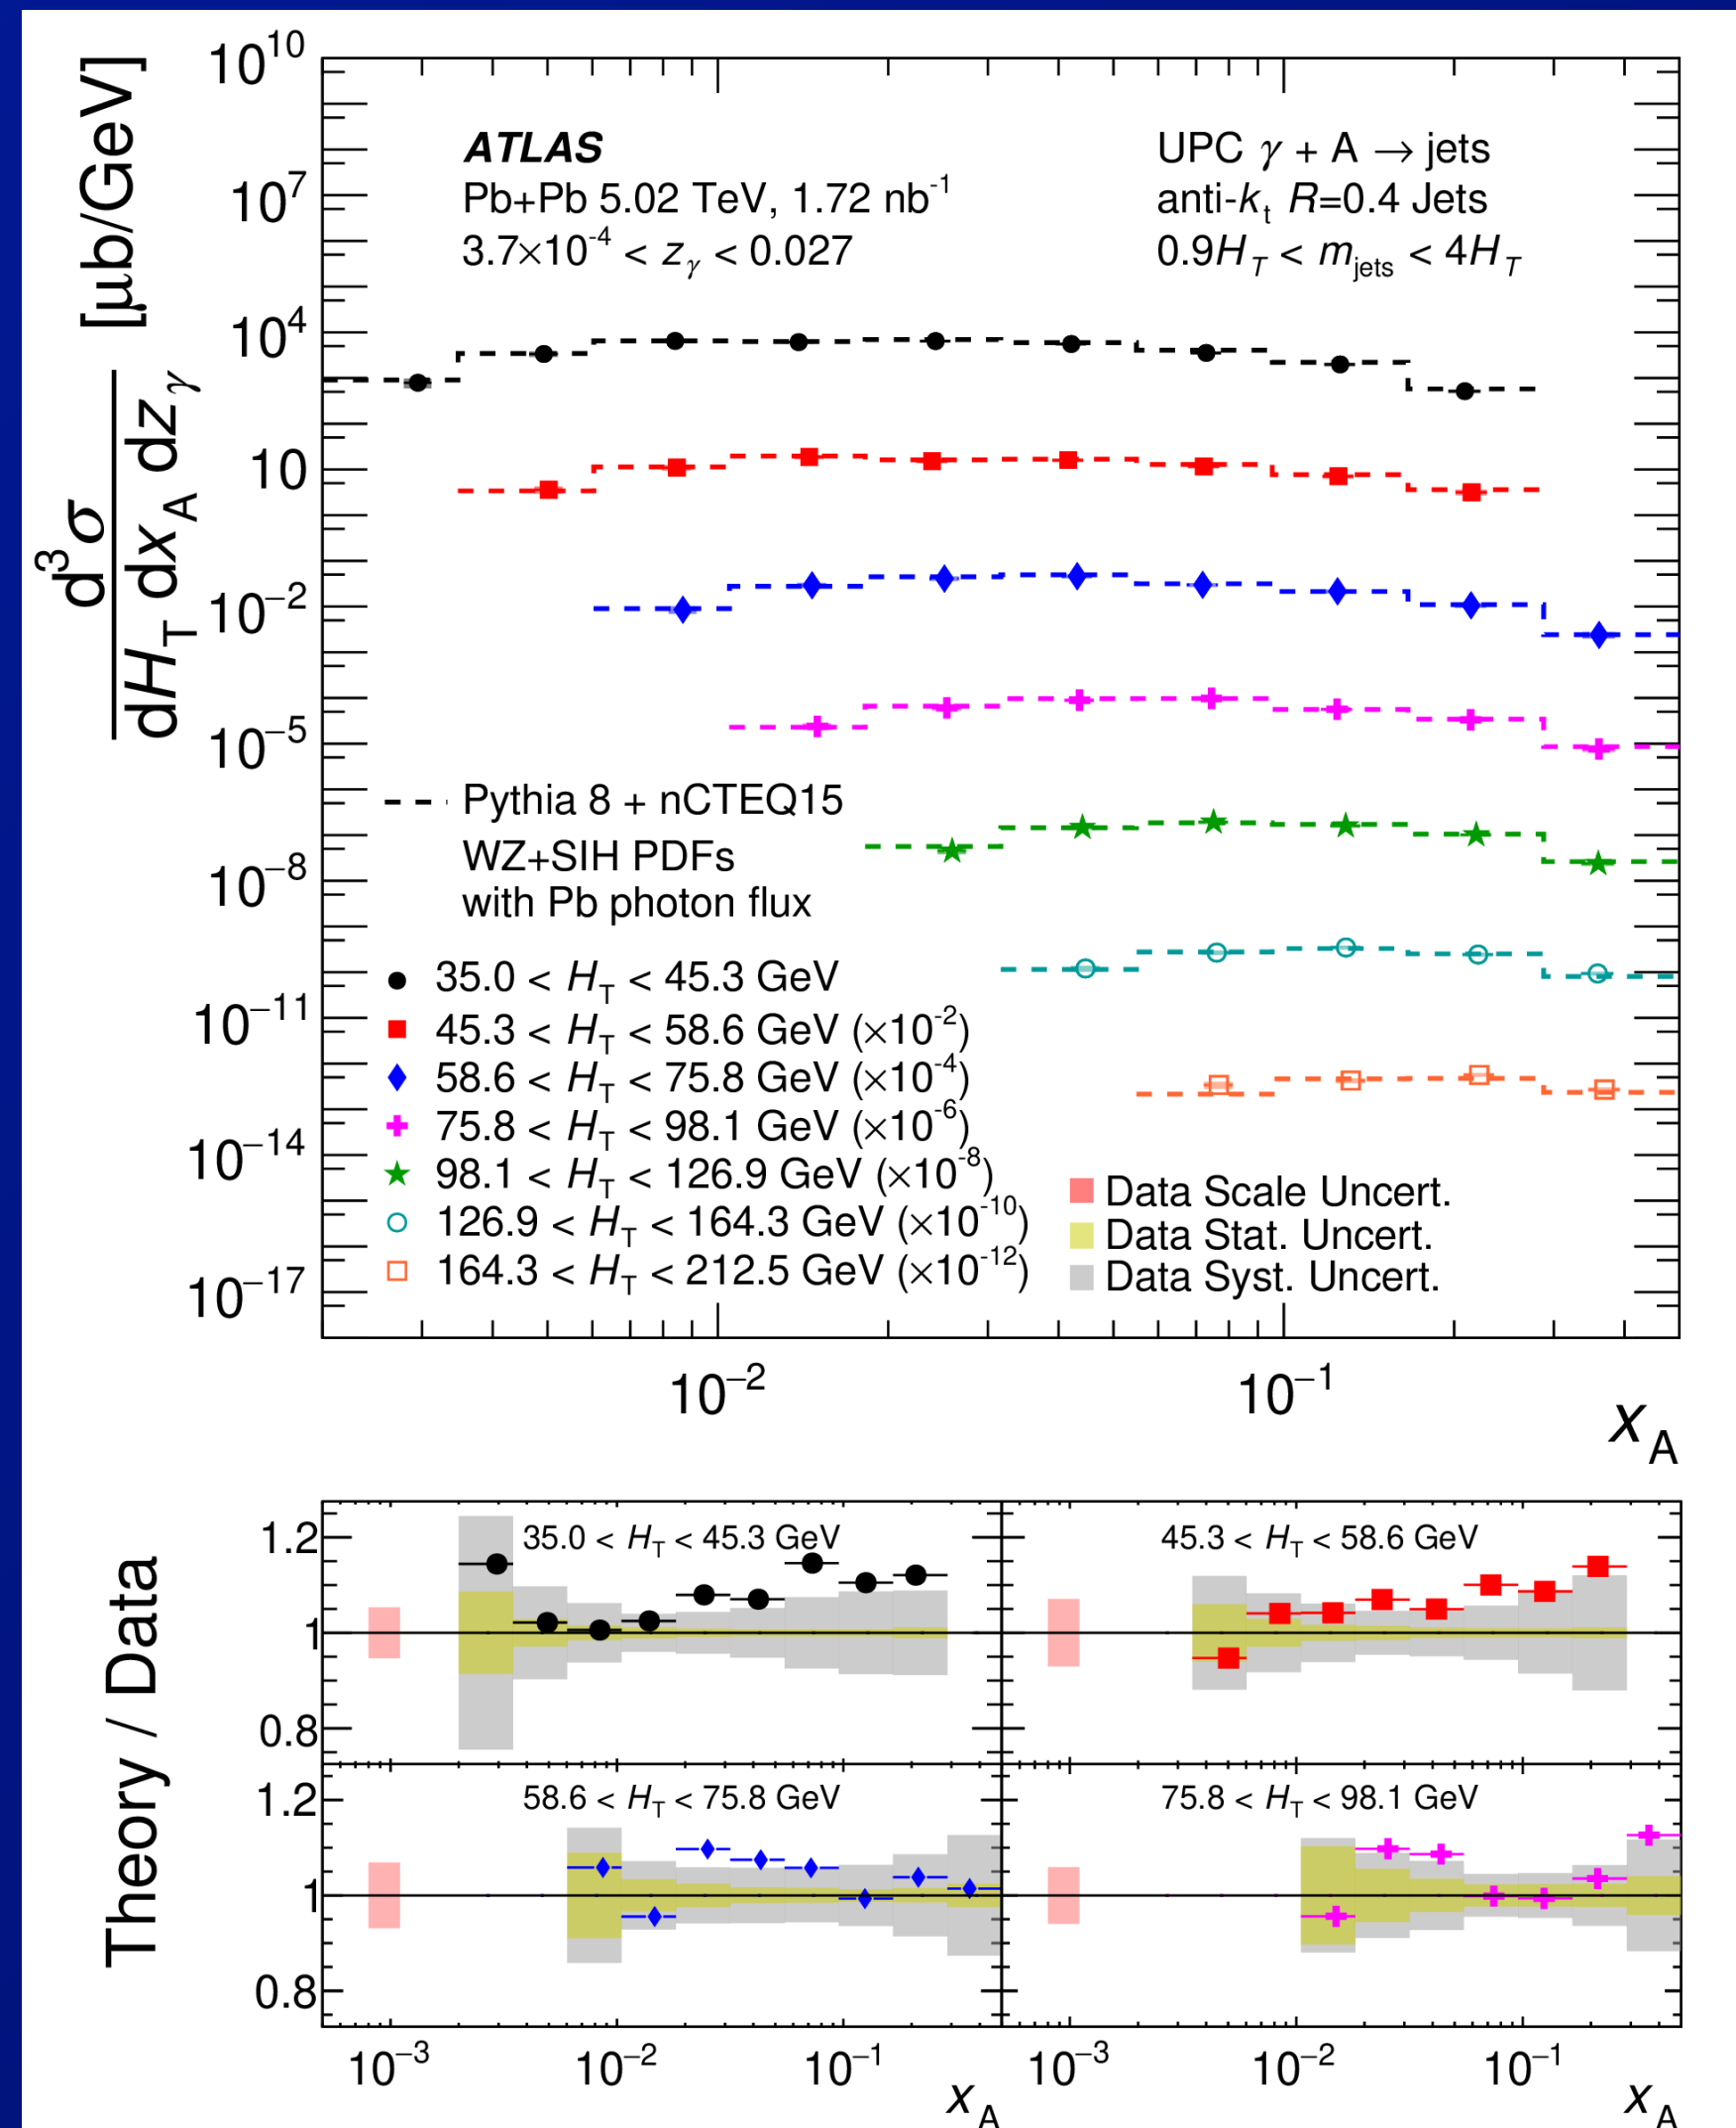 d³σ / dH_T dx_A dz_γ [μb/GeV]
10¹⁰
10⁷
10⁴
10
10⁻²
10⁻⁵
10⁻⁸
10⁻¹¹
10⁻¹⁴
10⁻¹⁷
ATLAS
Pb+Pb 5.02 TeV, 1.72 nb⁻¹
3.7×10⁻⁴ < z_γ < 0.027
UPC γ + A → jets
anti-k_t R=0.4 Jets
0.9H_T < m_jets < 4H_T
Pythia 8 + nCTEQ15
WZ+SIH PDFs
with Pb photon flux
35.0 < H_T < 45.3 GeV
45.3 < H_T < 58.6 GeV (×10⁻²)
58.6 < H_T < 75.8 GeV (×10⁻⁴)
75.8 < H_T < 98.1 GeV (×10⁻⁶)
98.1 < H_T < 126.9 GeV (×10⁻⁸)
126.9 < H_T < 164.3 GeV (×10⁻¹⁰)
164.3 < H_T < 212.5 GeV (×10⁻¹²)
Data Scale Uncert.
Data Stat. Uncert.
Data Syst. Uncert.
10⁻² 10⁻¹
x_A
Theory / Data
35.0 < H_T < 45.3 GeV
45.3 < H_T < 58.6 GeV
1.2
1
0.8
58.6 < H_T < 75.8 GeV
75.8 < H_T < 98.1 GeV
1.2
1
0.8
10⁻³ 10⁻² 10⁻¹ 10⁻³ 10⁻² 10⁻¹
x_A x_A